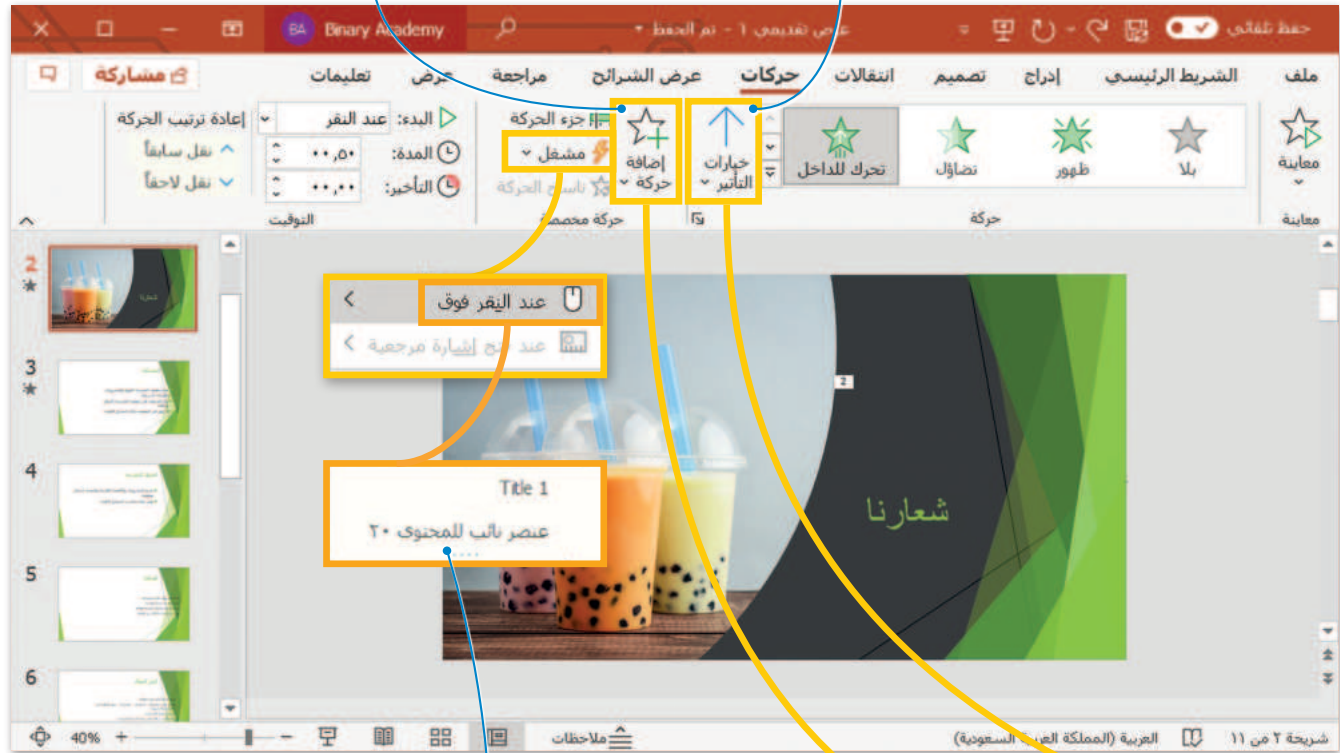 حفظ تلقائي
عرض تقديمي ١ - تم الحفظ
Binary Academy
BA
ملف
الشريط الرئيسي
إدراج
تصميم
انتقالات
حركات
عرض الشرائح
مراجعة
عرض
تعليمات
مشاركة
معاينة
معاينة
بلا
ظهور
تضاؤل
تحرك للداخل
حركة
خيارات التأثير
إضافة حركة
جزء الحركة
مشغل
ناسخ الحركة
حركة مخصصة
البدء: عند النقر
المدة: ٠٠,٥٠
التأخير: ٠٠,٠٠
التوقيت
إعادة ترتيب الحركة
نقل سابقاً
نقل لاحقاً
2
3
4
5
6
عند النقر فوق
عند فتح إشارة مرجعية
Title 1
عنصر نائب للمحتوى ٢٠
2
شعارنا
شريحة ٢ من ١١
العربية (المملكة العربية السعودية)
ملاحظات
40%